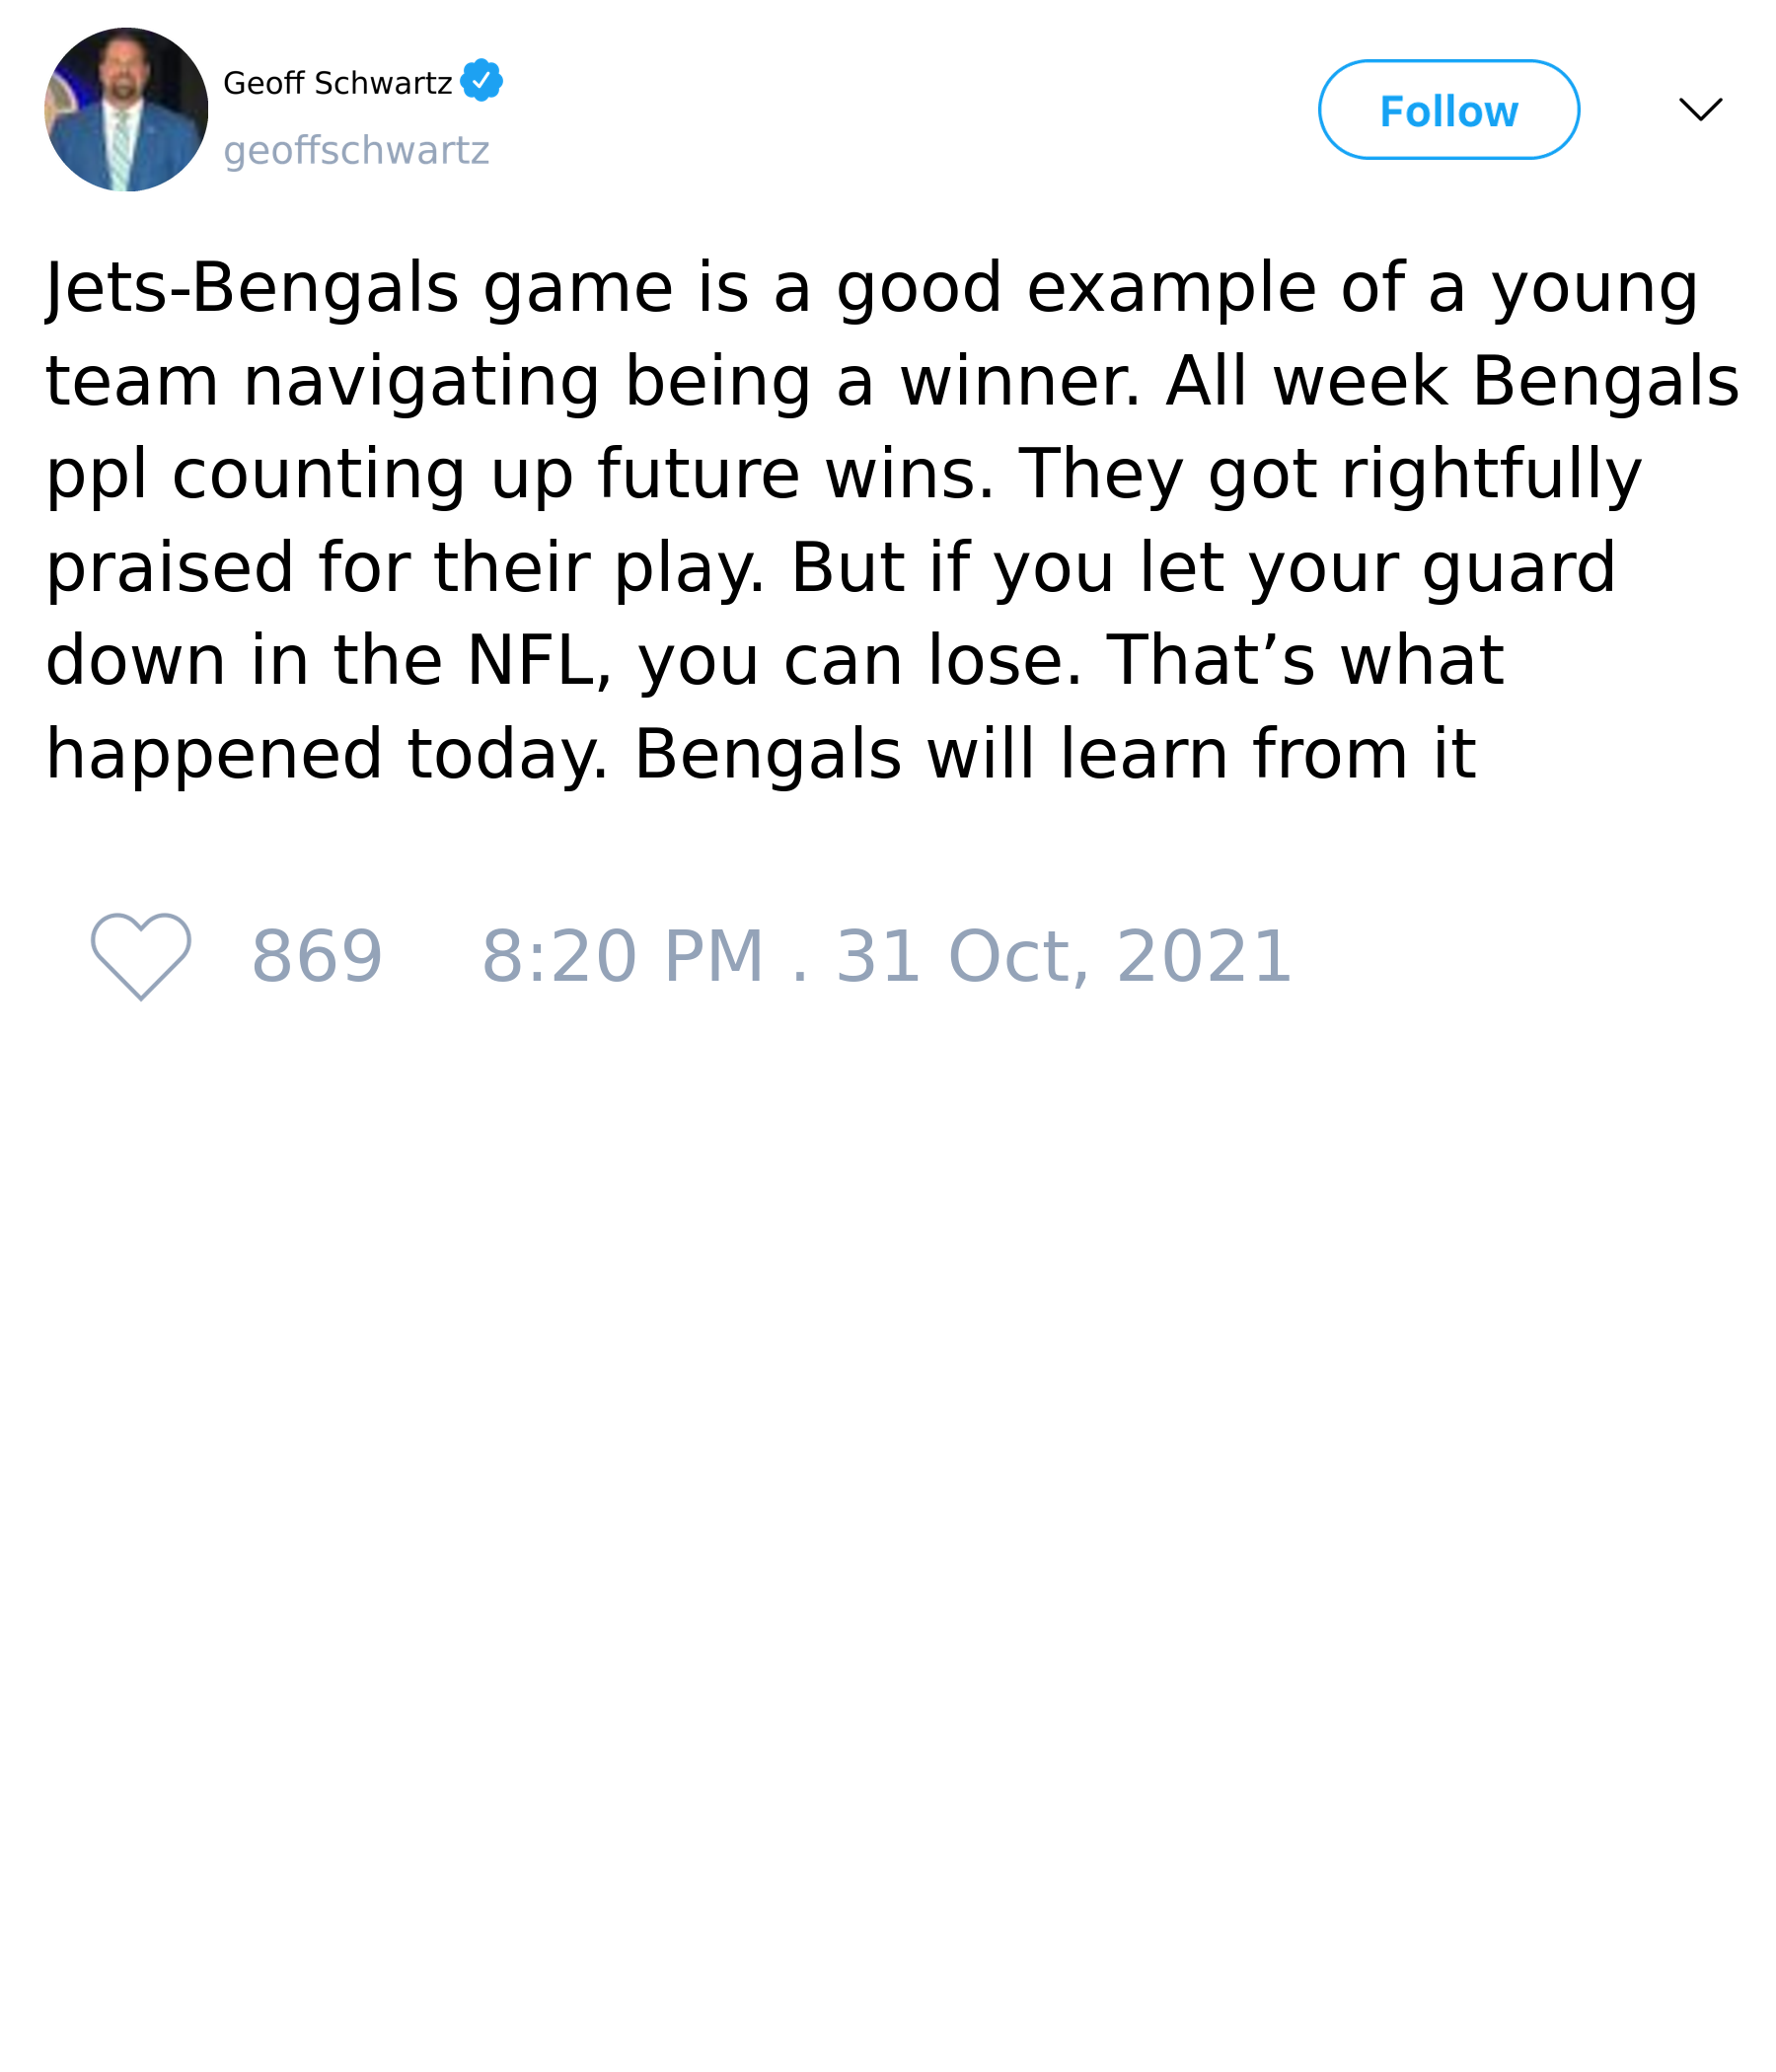 Geoff Schwartz
geoffschwartz
Follow
Jets-Bengals game is a good example of a young
team navigating being a winner. All week Bengals
ppl counting up future wins. They got rightfully
praised for their play. But if you let your guard
down in the NFL, you can lose. That’s what
happened today. Bengals will learn from it
869 8:20 PM . 31 Oct, 2021